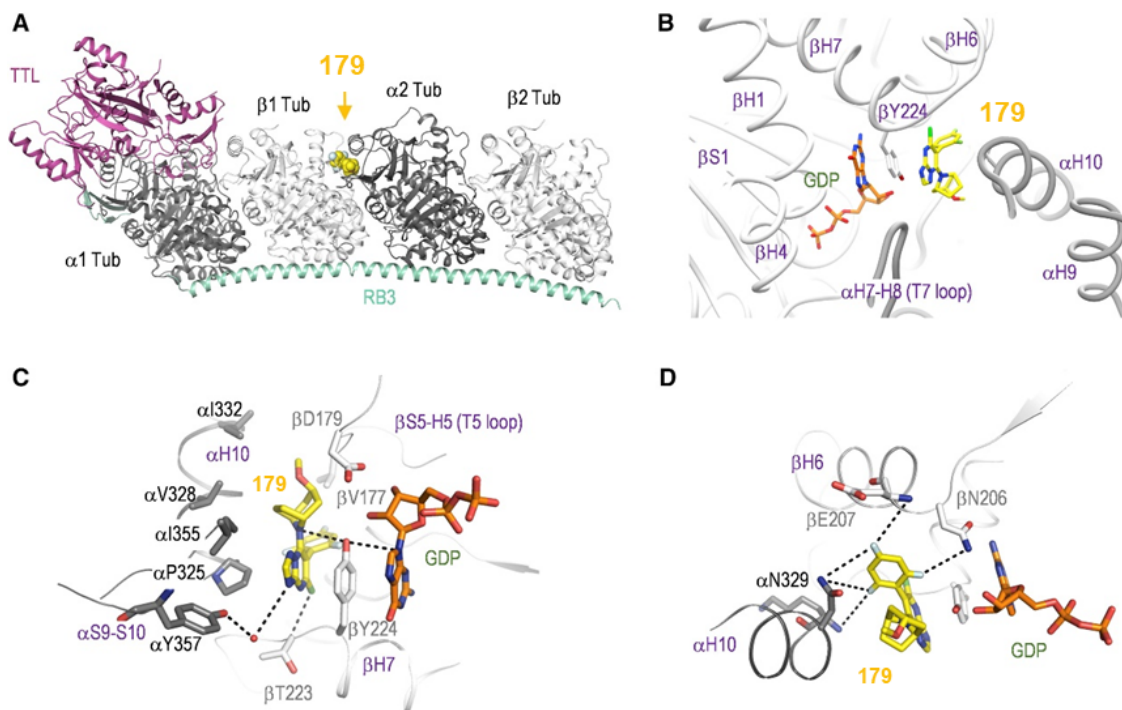 A
179
TTL
β1 Tub
α2 Tub
β2 Tub
α1 Tub
RB3
B
βH7
βH6
βH1
βY224
179
βS1
GDP
αH10
βH4
αH7-H8 (T7 loop)
αH9
C
αI332
βD179
βS5-H5 (T5 loop)
αH10
179
αV328
βV177
αI355
GDP
αP325
αS9-S10
αY357
βY224
βH7
βT223
D
βH6
βN206
βE207
αN329
αH10
GDP
179